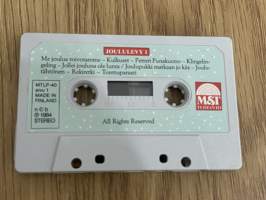 JOULULEVY 1
Me joulua toivotamme – Kulkuset – Petteri Punakuono – Klingelin-
geling – Jollei jouluna ole lunta / Joulupukki matkaan jo käy – Joulu-
tähtönen – Rekiretki – Tonttuparaati
MTLP-40
sivu 1
MADE IN
FINLAND
n©b
℗ 1984
STEREO
M&T
All Rights Reserved